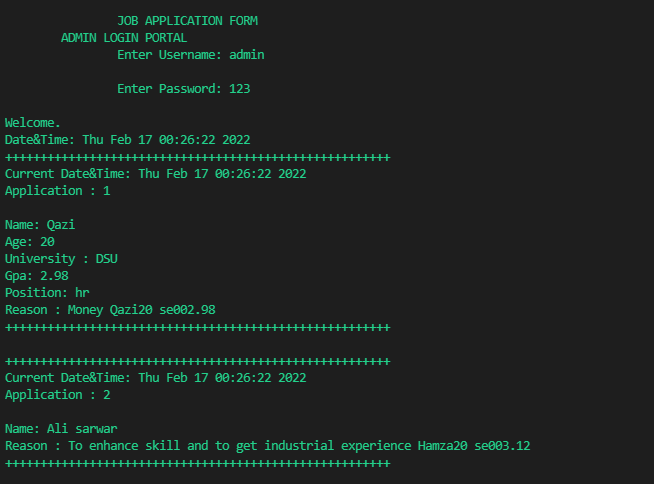 JOB APPLICATION FORM
ADMIN LOGIN PORTAL
Enter Username: admin
Enter Password: 123
Welcome.
Date&Time: Thu Feb 17 00:26:22 2022
+++++++++++++++++++++++++++++++++++++++++++++++++++++++
Current Date&Time: Thu Feb 17 00:26:22 2022
Application : 1
Name: Qazi
Age: 20
University : DSU
Gpa: 2.98
Position: hr
Reason : Money Qazi20 se002.98
+++++++++++++++++++++++++++++++++++++++++++++++++++++++
+++++++++++++++++++++++++++++++++++++++++++++++++++++++
Current Date&Time: Thu Feb 17 00:26:22 2022
Application : 2
Name: Ali sarwar
Reason : To enhance skill and to get industrial experience Hamza20 se003.12
+++++++++++++++++++++++++++++++++++++++++++++++++++++++